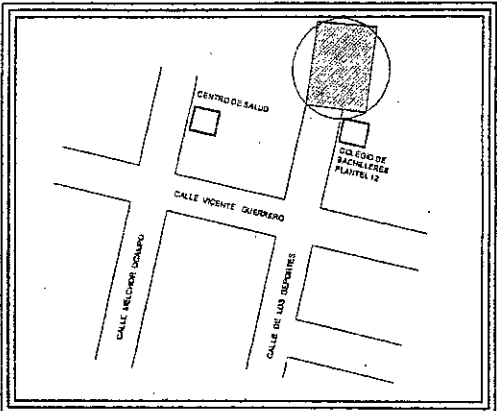 CENTRO DE SALUD
COLEGIO DE
BACHILLERES
PLANTEL 12
CALLE VICENTE GUERRERO
CALLE MELCHOR OCAMPO
CALLE DE LOS DEPORTES